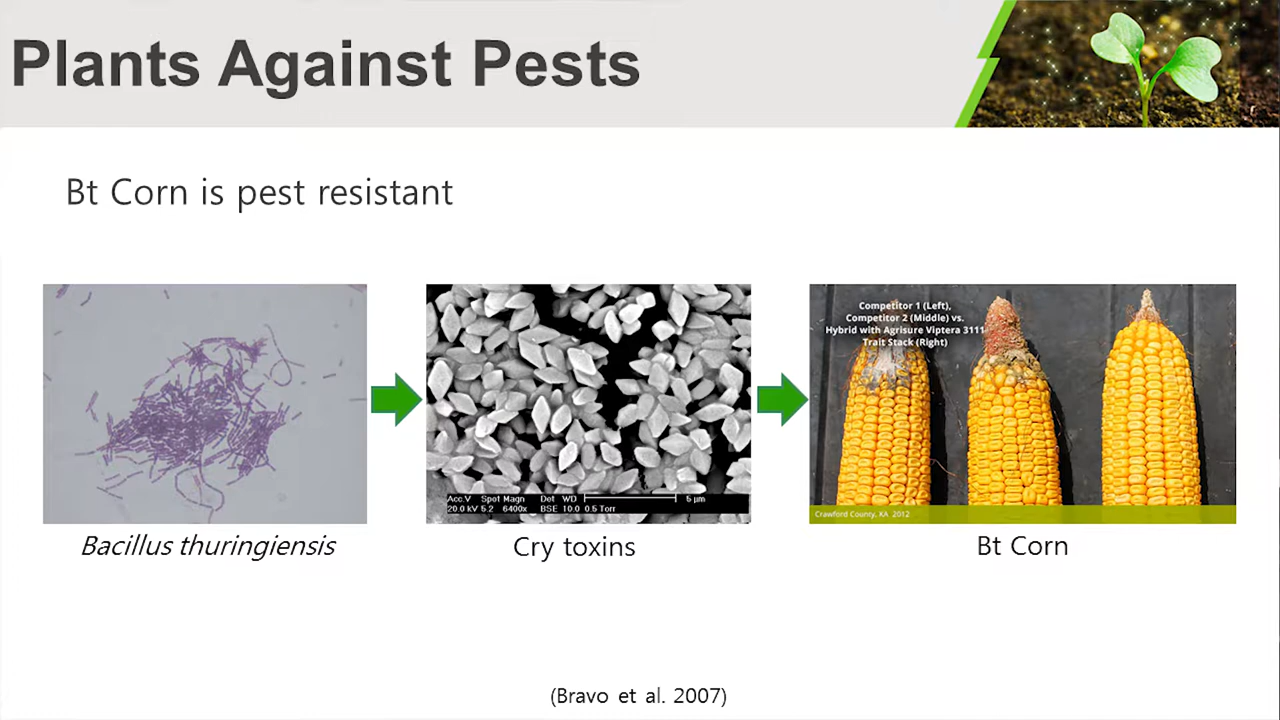 Plants Against Pests
Bt Corn is pest resistant
Acc.V Spot Magn Det WD 5 µm
20.0 kV 5.2 6400x BSE 10.0 0.5 Torr
Competitor 1 (Left),
Competitor 2 (Middle) vs.
Hybrid with Agrisure Viptera 3111
Trait Stack (Right)
Crawford County, KA 2012
Bacillus thuringiensis
Cry toxins
Bt Corn
(Bravo et al. 2007)